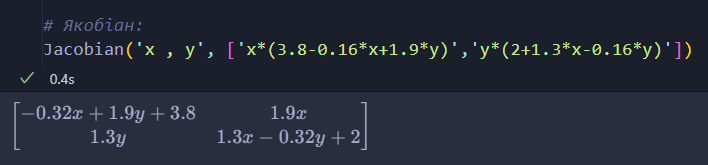 # Якобіан:
Jacobian('x , y', ['x*(3.8-0.16*x+1.9*y)','y*(2+1.3*x-0.16*y)'])
✓ 0.4s
[−0.32x + 1.9y + 3.8 1.9x
1.3y 1.3x − 0.32y + 2]